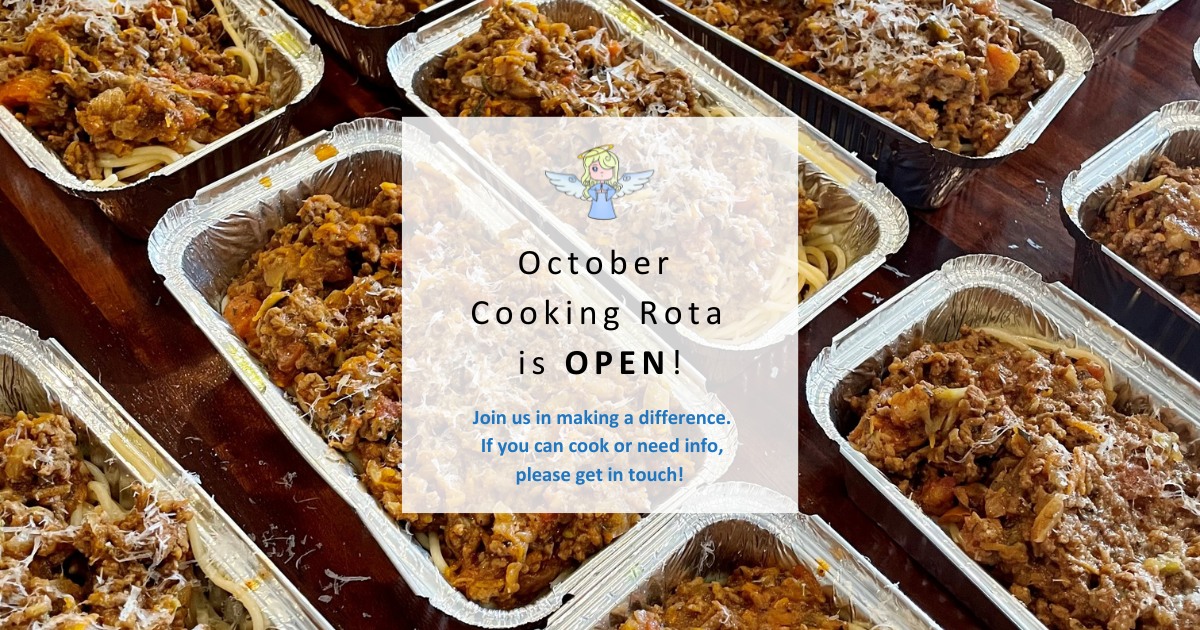 October
Cooking Rota
is OPEN!
Join us in making a difference.
If you can cook or need info,
please get in touch!